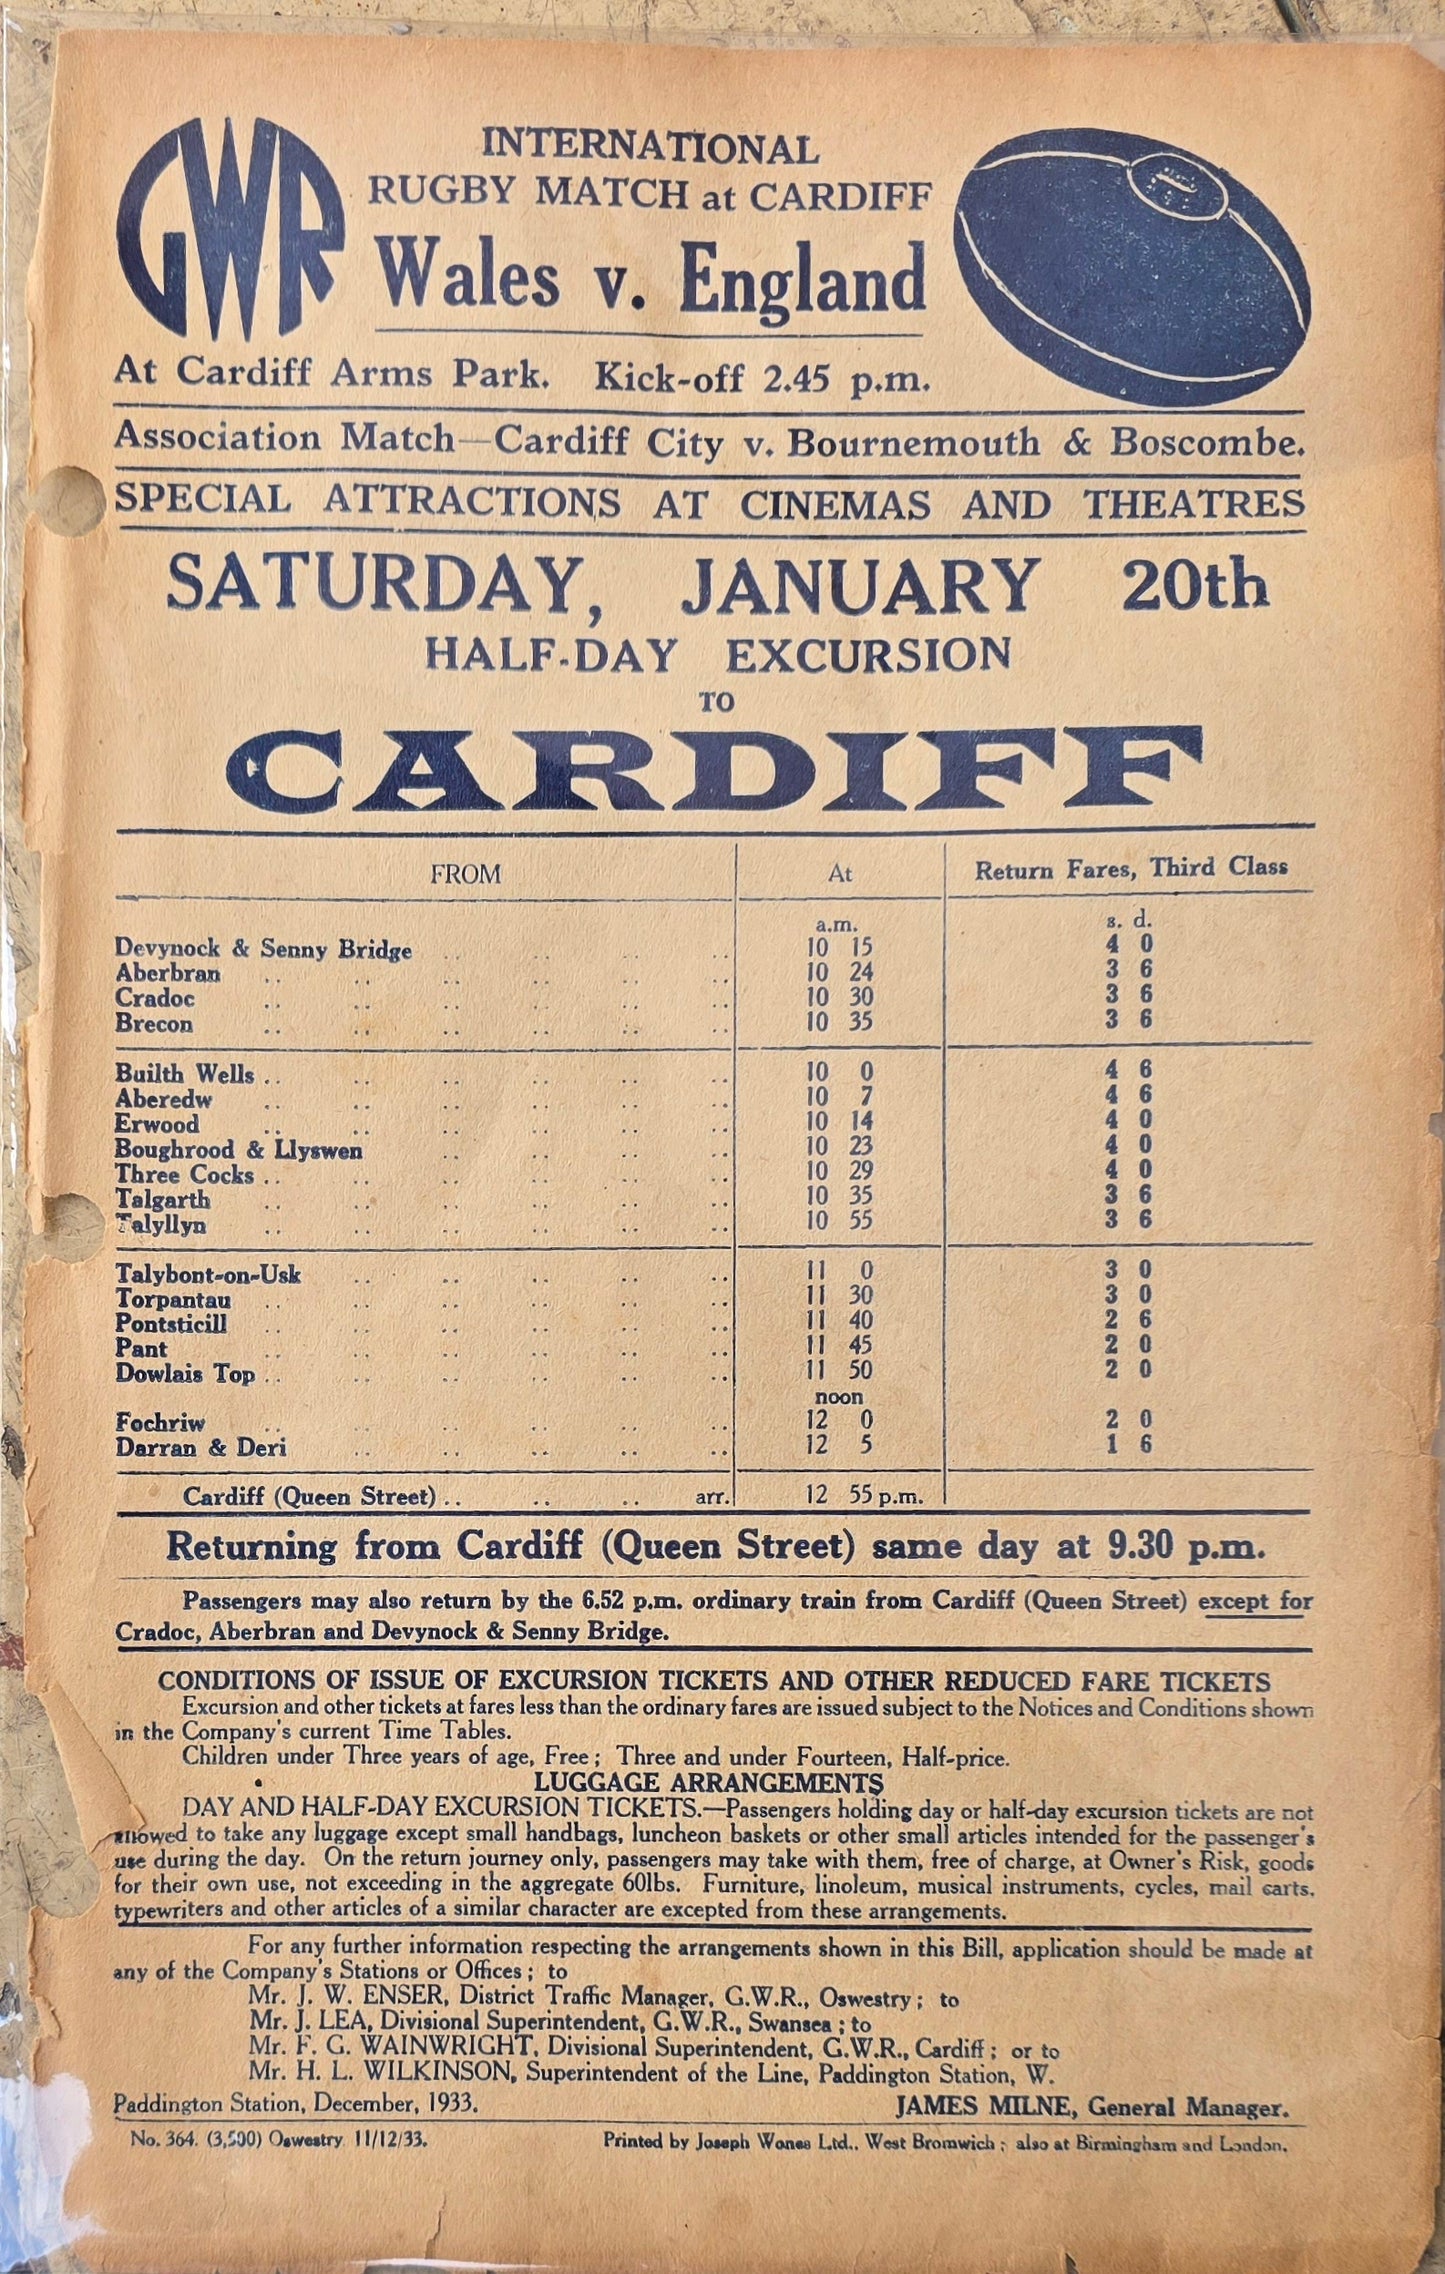 GWR
INTERNATIONAL
RUGBY MATCH at CARDIFF
Wales v. England
At Cardiff Arms Park. Kick-off 2.45 p.m.
Association Match—Cardiff City v. Bournemouth & Boscombe.
SPECIAL ATTRACTIONS AT CINEMAS AND THEATRES
SATURDAY, JANUARY 20th
HALF-DAY EXCURSION
TO
CARDIFF
FROM At Return Fares, Third Class
a.m. s. d.
Devynock & Senny Bridge .. .. .. .. 10 15 4 0
Aberbran .. .. .. .. .. .. 10 24 3 6
Cradoc .. .. .. .. .. .. 10 30 3 6
Brecon .. .. .. .. .. .. 10 35 3 6
Builth Wells .. .. .. .. .. .. 10 0 4 6
Aberedw .. .. .. .. .. .. 10 7 4 6
Erwood .. .. .. .. .. .. 10 14 4 0
Boughrood & Llyswen .. .. .. .. 10 23 4 0
Three Cocks .. .. .. .. .. .. 10 29 4 0
Talgarth .. .. .. .. .. .. 10 35 3 6
Talyllyn .. .. .. .. .. .. 10 55 3 6
Talybont-on-Usk .. .. .. .. .. 11 0 3 0
Torpantau .. .. .. .. .. .. 11 30 3 0
Pontsticill .. .. .. .. .. .. 11 40 2 6
Pant .. .. .. .. .. .. 11 45 2 0
Dowlais Top .. .. .. .. .. .. 11 50 2 0
noon
Fochriw .. .. .. .. .. .. 12 0 2 0
Darran & Deri .. .. .. .. .. 12 5 1 6
Cardiff (Queen Street) .. .. .. arr. 12 55 p.m.
Returning from Cardiff (Queen Street) same day at 9.30 p.m.
Passengers may also return by the 6.52 p.m. ordinary train from Cardiff (Queen Street) except for
Cradoc, Aberbran and Devynock & Senny Bridge.
CONDITIONS OF ISSUE OF EXCURSION TICKETS AND OTHER REDUCED FARE TICKETS
Excursion and other tickets at fares less than the ordinary fares are issued subject to the Notices and Conditions shown
in the Company's current Time Tables.
Children under Three years of age, Free; Three and under Fourteen, Half-price.
LUGGAGE ARRANGEMENTS
DAY AND HALF-DAY EXCURSION TICKETS.—Passengers holding day or half-day excursion tickets are not
allowed to take any luggage except small handbags, luncheon baskets or other small articles intended for the passenger's
use during the day. On the return journey only, passengers may take with them, free of charge, at Owner's Risk, goods
for their own use, not exceeding in the aggregate 60lbs. Furniture, linoleum, musical instruments, cycles, mail carts,
typewriters and other articles of a similar character are excepted from these arrangements.
For any further information respecting the arrangements shown in this Bill, application should be made at
any of the Company's Stations or Offices; to
Mr. J. W. ENSER, District Traffic Manager, G.W.R., Oswestry; to
Mr. J. LEA, Divisional Superintendent, G.W.R., Swansea; to
Mr. F. G. WAINWRIGHT, Divisional Superintendent, G.W.R., Cardiff; or to
Mr. H. L. WILKINSON, Superintendent of the Line, Paddington Station, W.
Paddington Station, December, 1933. JAMES MILNE, General Manager.
No. 364. (3,500) Oswestry 11/12/33. Printed by Joseph Wones Ltd., West Bromwich; also at Birmingham and London.